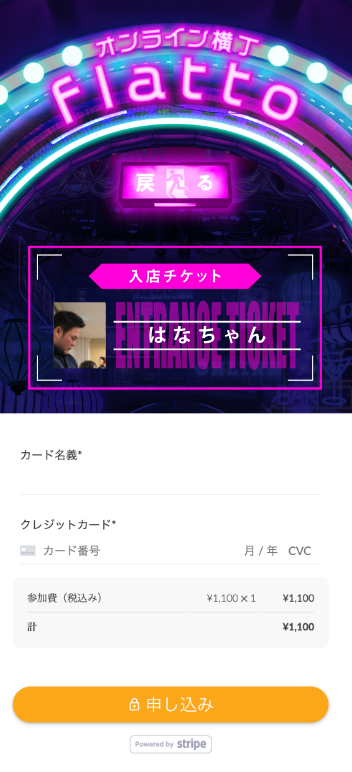 オンライン横丁
flatto
戻る
入店チケット
ENTRANCE TICKET
はなちゃん
カード名義*
クレジットカード*
カード番号 月 / 年 CVC
参加費（税込み） ¥1,100 × 1 ¥1,100
計 ¥1,100
申し込み
Powered by stripe